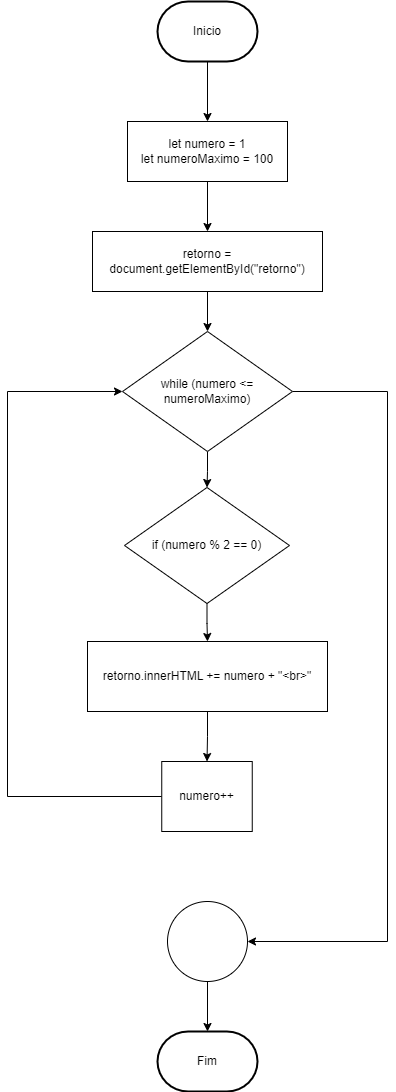 Inicio
let numero = 1
let numeroMaximo = 100
retorno =
document.getElementById("retorno")
while (numero <=
numeroMaximo)
if (numero % 2 == 0)
retorno.innerHTML += numero + "<br>"
numero++
Fim